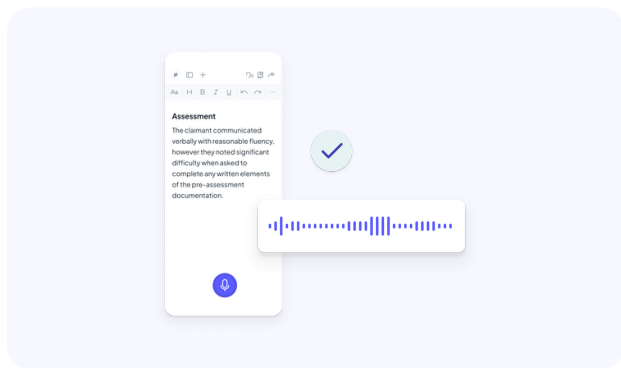 Aa H B I U
Assessment
The claimant communicated
verbally with reasonable fluency,
however they noted significant
difficulty when asked to
complete any written elements
of the pre-assessment
documentation.